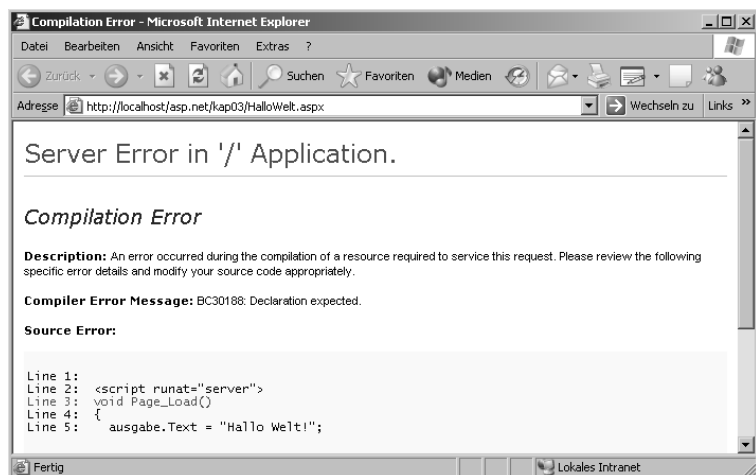 Compilation Error - Microsoft Internet Explorer
Datei Bearbeiten Ansicht Favoriten Extras ?
Zurück Suchen Favoriten Medien
Adresse http://localhost/asp.net/kap03/HalloWelt.aspx Wechseln zu Links »
Server Error in '/' Application.
Compilation Error
Description: An error occurred during the compilation of a resource required to service this request. Please review the following
specific error details and modify your source code appropriately.
Compiler Error Message: BC30188: Declaration expected.
Source Error:
Line 1:
Line 2: <script runat="server">
Line 3: void Page_Load()
Line 4: {
Line 5:   ausgabe.Text = "Hallo Welt!";
Fertig Lokales Intranet